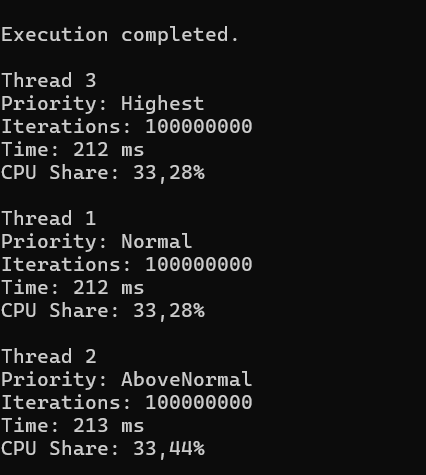 Execution completed.
Thread 3
Priority: Highest
Iterations: 100000000
Time: 212 ms
CPU Share: 33,28%
Thread 1
Priority: Normal
Iterations: 100000000
Time: 212 ms
CPU Share: 33,28%
Thread 2
Priority: AboveNormal
Iterations: 100000000
Time: 213 ms
CPU Share: 33,44%